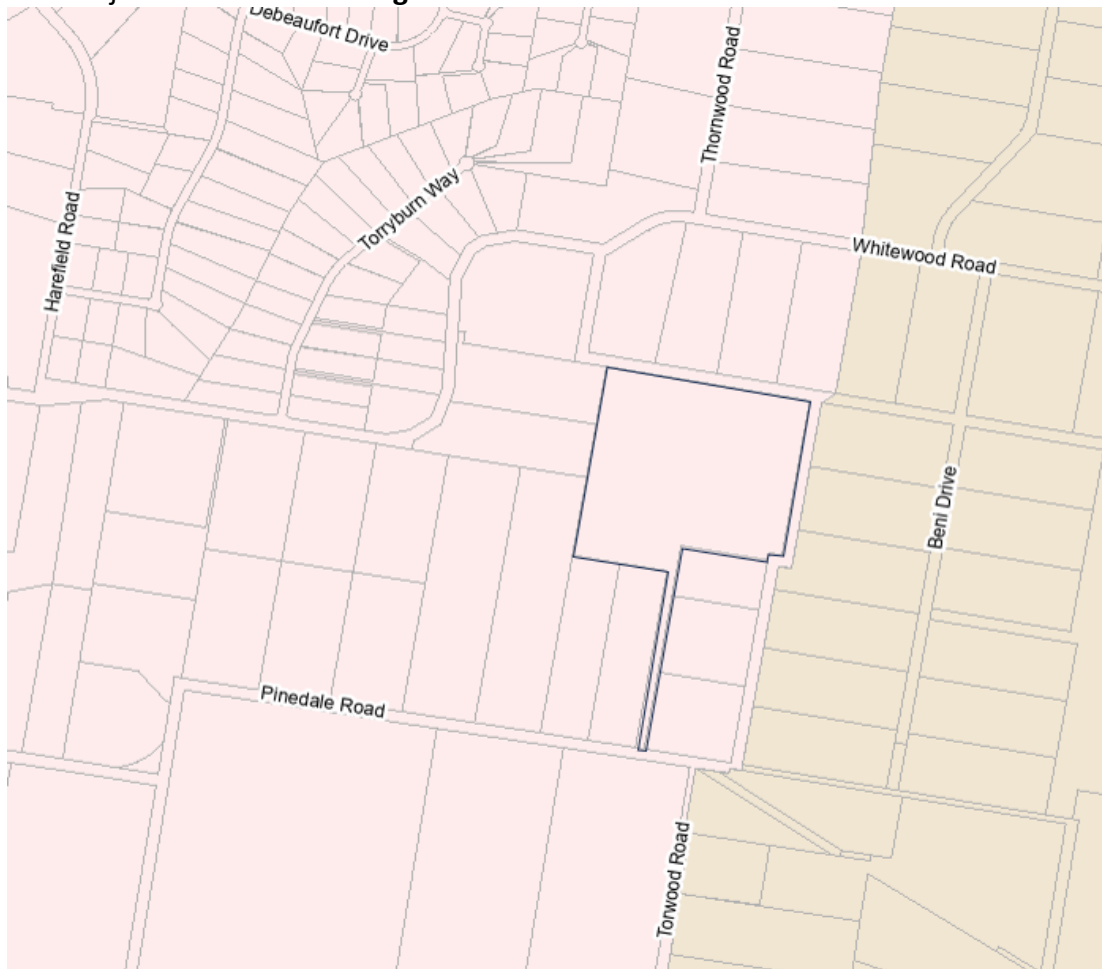 Debeaufort Drive
Thornwood Road
Torryburn Way
Harefield Road
Whitewood Road
Beni Drive
Pinedale Road
Torwood Road